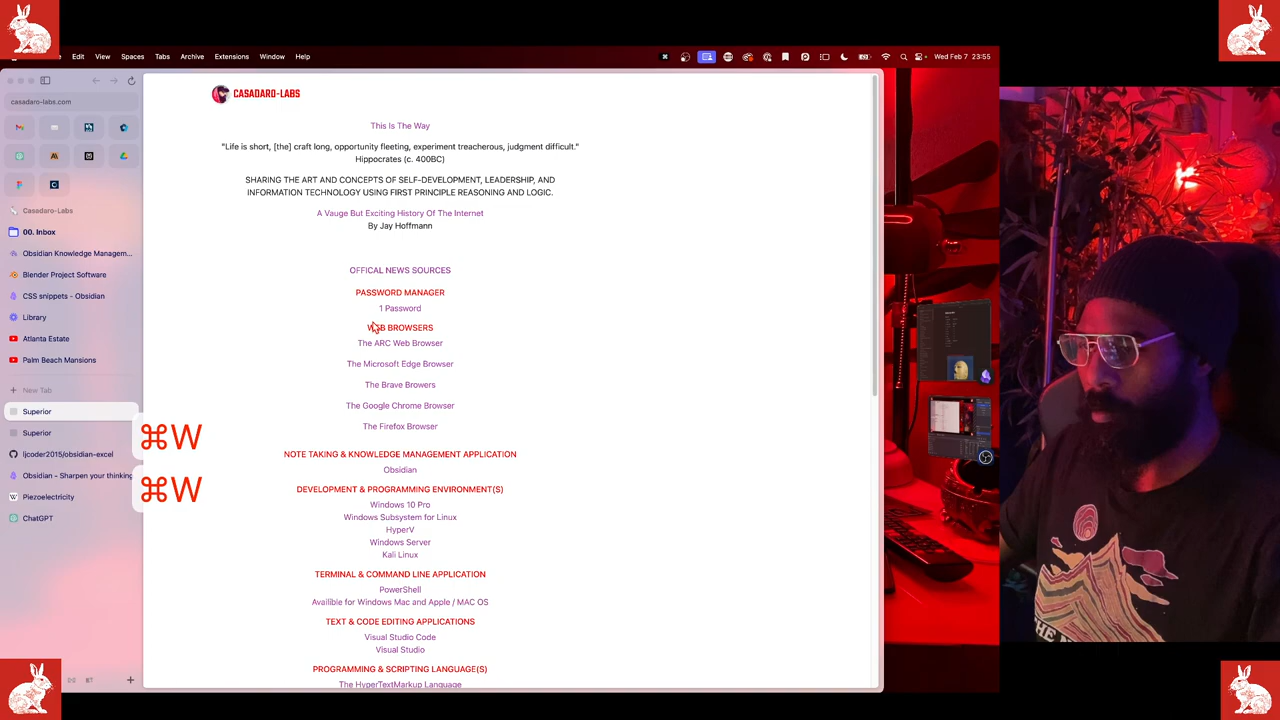 Edit View Spaces Tabs Archive Extensions Window Help
Wed Feb 7 23:55
casadaro-labs.com
Casadaro-Labs
00. Inbox
Obsidian Knowledge Managem...
Blender Project Software
CSS snippets - Obsidian
Library
Atlanta Estate
Palm Beach Mansions
New Tab
Superior
Superior
ljcoder2015/obsidian-excel
Obsidian - Sharpen your thinking
Piezoelectricity
ChatGPT
⌘W
⌘W
CASADARO-LABS
This Is The Way
"Life is short, [the] craft long, opportunity fleeting, experiment treacherous, judgment difficult."
Hippocrates (c. 400BC)
SHARING THE ART AND CONCEPTS OF SELF-DEVELOPMENT, LEADERSHIP, AND
INFORMATION TECHNOLOGY USING FIRST PRINCIPLE REASONING AND LOGIC.
A Vauge But Exciting History Of The Internet
By Jay Hoffmann
OFFICAL NEWS SOURCES
PASSWORD MANAGER
1 Password
WEB BROWSERS
The ARC Web Browser
The Microsoft Edge Browser
The Brave Browers
The Google Chrome Browser
The Firefox Browser
NOTE TAKING & KNOWLEDGE MANAGEMENT APPLICATION
Obsidian
DEVELOPMENT & PROGRAMMING ENVIRONMENT(S)
Windows 10 Pro
Windows Subsystem for Linux
HyperV
Windows Server
Kali Linux
TERMINAL & COMMAND LINE APPLICATION
PowerShell
Availible for Windows Mac and Apple / MAC OS
TEXT & CODE EDITING APPLICATIONS
Visual Studio Code
Visual Studio
PROGRAMMING & SCRIPTING LANGUAGE(S)
The HyperTextMarkup Language